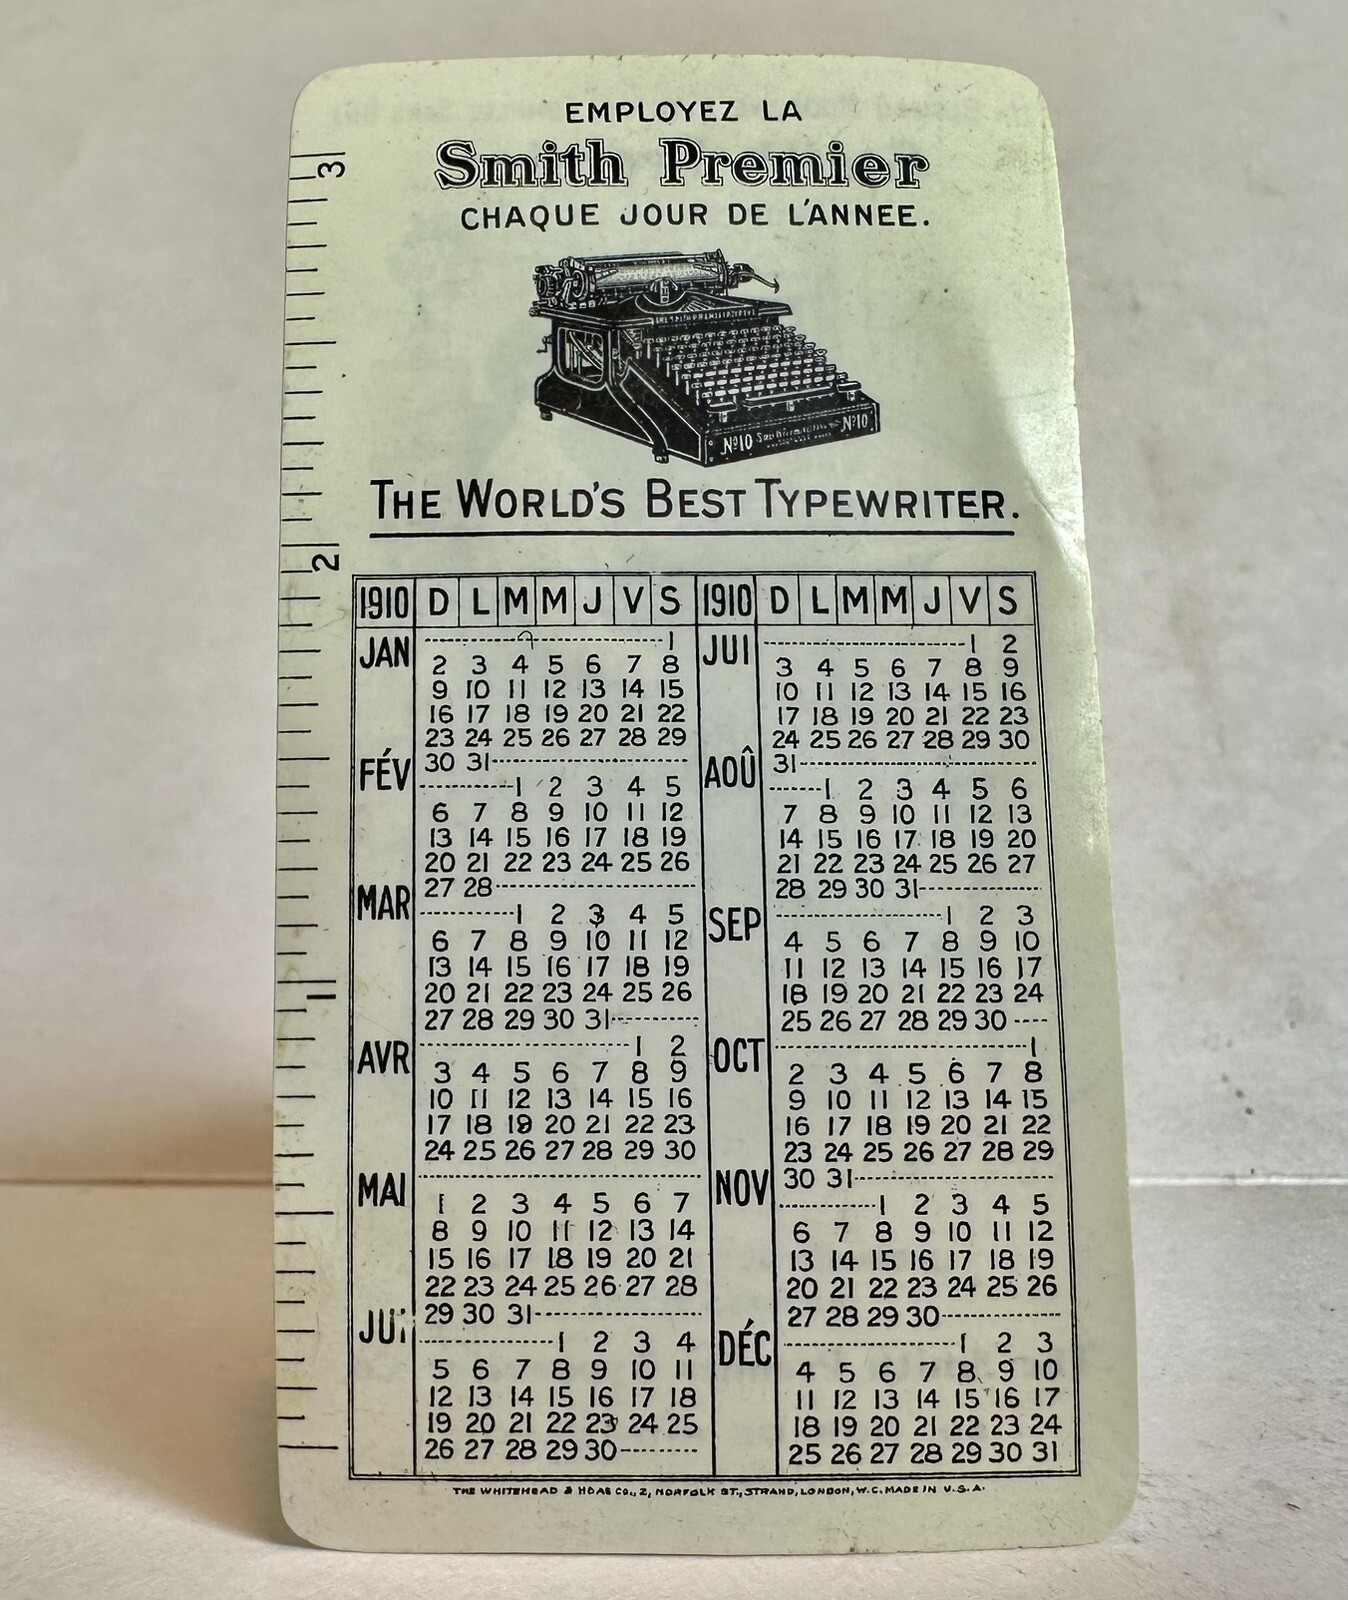 EMPLOYEZ LA
Smith Premier
CHAQUE JOUR DE L'ANNEE.
Nº10 Nº10
THE WORLD'S BEST TYPEWRITER.
3
2
1
1910 D L M M J V S
JAN 1
2 3 4 5 6 7 8
9 10 11 12 13 14 15
16 17 18 19 20 21 22
23 24 25 26 27 28 29
30 31
FÉV 1 2 3 4 5
6 7 8 9 10 11 12
13 14 15 16 17 18 19
20 21 22 23 24 25 26
27 28
MAR 1 2 3 4 5
6 7 8 9 10 11 12
13 14 15 16 17 18 19
20 21 22 23 24 25 26
27 28 29 30 31
AVR 1 2
3 4 5 6 7 8 9
10 11 12 13 14 15 16
17 18 19 20 21 22 23
24 25 26 27 28 29 30
MAI
1 2 3 4 5 6 7
8 9 10 11 12 13 14
15 16 17 18 19 20 21
22 23 24 25 26 27 28
29 30 31
JUI 1 2 3 4
5 6 7 8 9 10 11
12 13 14 15 16 17 18
19 20 21 22 23 24 25
26 27 28 29 30
1910 D L M M J V S
JUI 1 2
3 4 5 6 7 8 9
10 11 12 13 14 15 16
17 18 19 20 21 22 23
24 25 26 27 28 29 30
31
AOÛ 1 2 3 4 5 6
7 8 9 10 11 12 13
14 15 16 17 18 19 20
21 22 23 24 25 26 27
28 29 30 31
SEP 1 2 3
4 5 6 7 8 9 10
11 12 13 14 15 16 17
18 19 20 21 22 23 24
25 26 27 28 29 30
OCT 1
2 3 4 5 6 7 8
9 10 11 12 13 14 15
16 17 18 19 20 21 22
23 24 25 26 27 28 29
30 31
NOV 1 2 3 4 5
6 7 8 9 10 11 12
13 14 15 16 17 18 19
20 21 22 23 24 25 26
27 28 29 30
DÉC 1 2 3
4 5 6 7 8 9 10
11 12 13 14 15 16 17
18 19 20 21 22 23 24
25 26 27 28 29 30 31
THE WHITEHEAD & HOAG CO., 2, NORFOLK ST., STRAND, LONDON, W.C. MADE IN U.S.A.